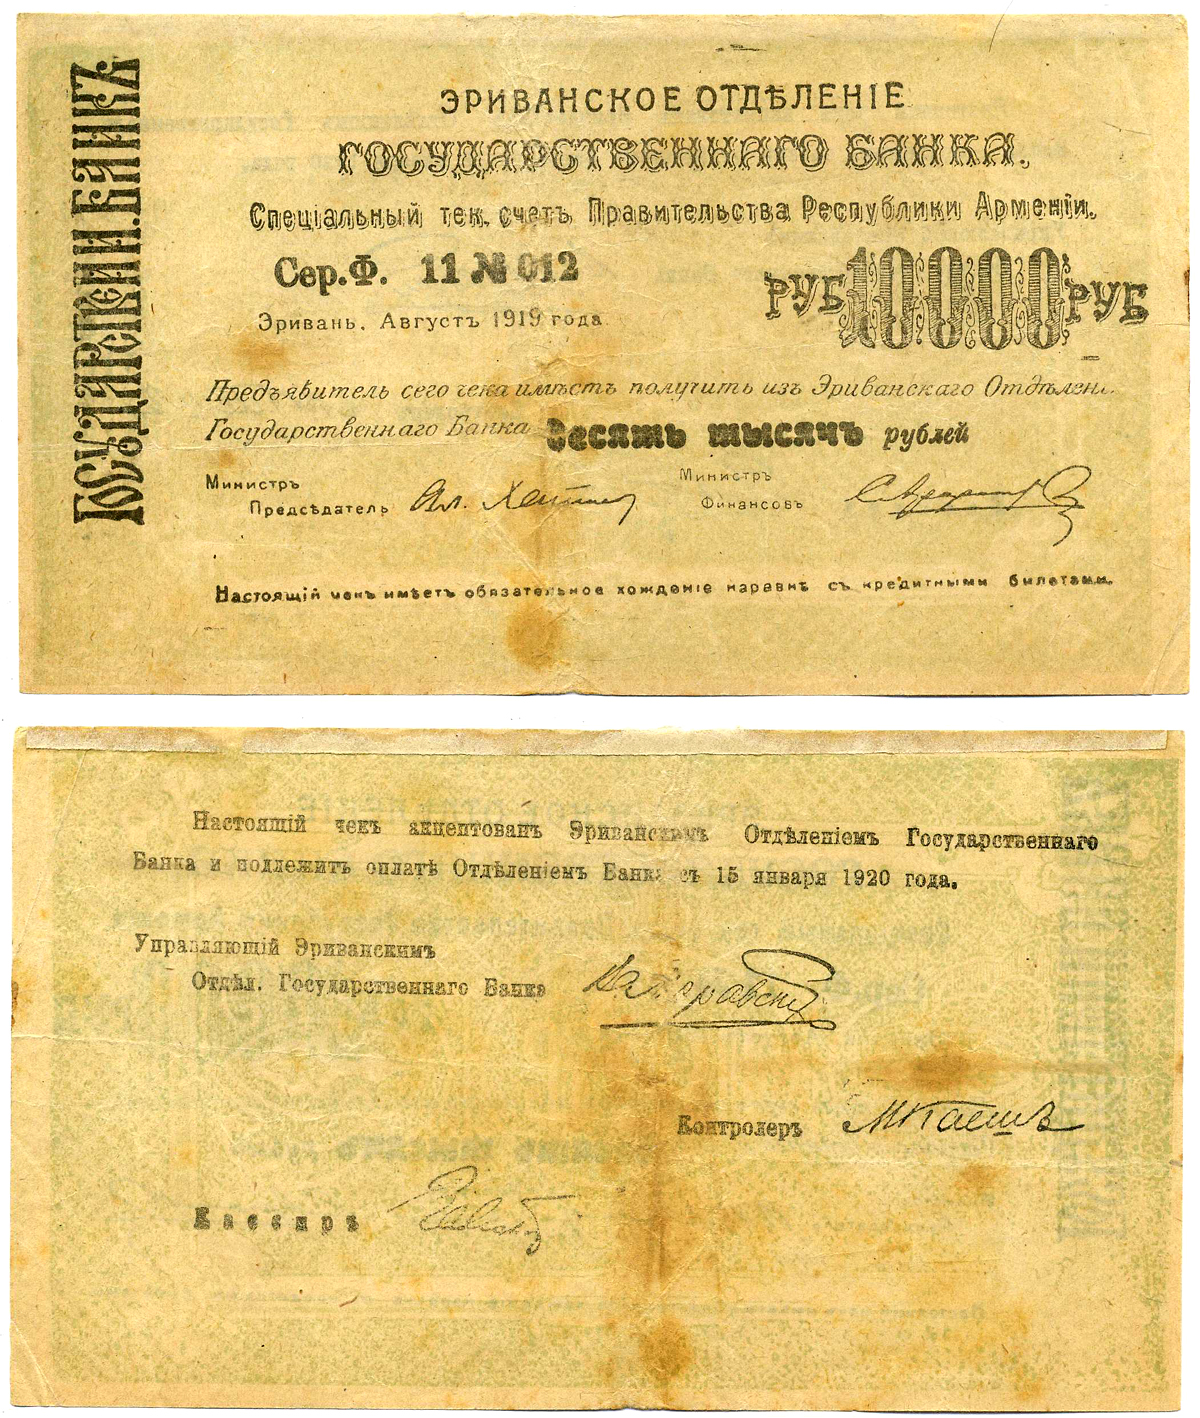 ГОСУДАРСТВЕН. БАНКЪ
ЭРИВАНСКОЕ ОТДѢЛЕНІЕ
ГОСУДАРСТВЕННАГО БАНКА.
Спеціальный тек. счетъ Правительства Республики Арменіи.
Сер. Ф. 11 № 012
РУБ 10000 РУБ
Эривань, Августъ 1919 года
Предъявитель сего чека имѣетъ получить изъ Эриванскаго Отдѣлені
Государственнаго Банка Десять тысячъ рублей
Министръ
Предсѣдатель Ал.
Министръ
Финансовъ
Настоящій чекъ имѣетъ обязательное хожденіе наравнѣ съ кредитными билетами.
Настоящій чекъ акцептованъ Эриванскимъ Отдѣленіемъ Государственнаго
Банка и подлежитъ оплатѣ Отдѣленіемъ Банка съ 15 января 1920 года.
Управляющій Эриванскимъ
Отдѣл. Государственнаго Банка
Контролеръ
Кассиръ